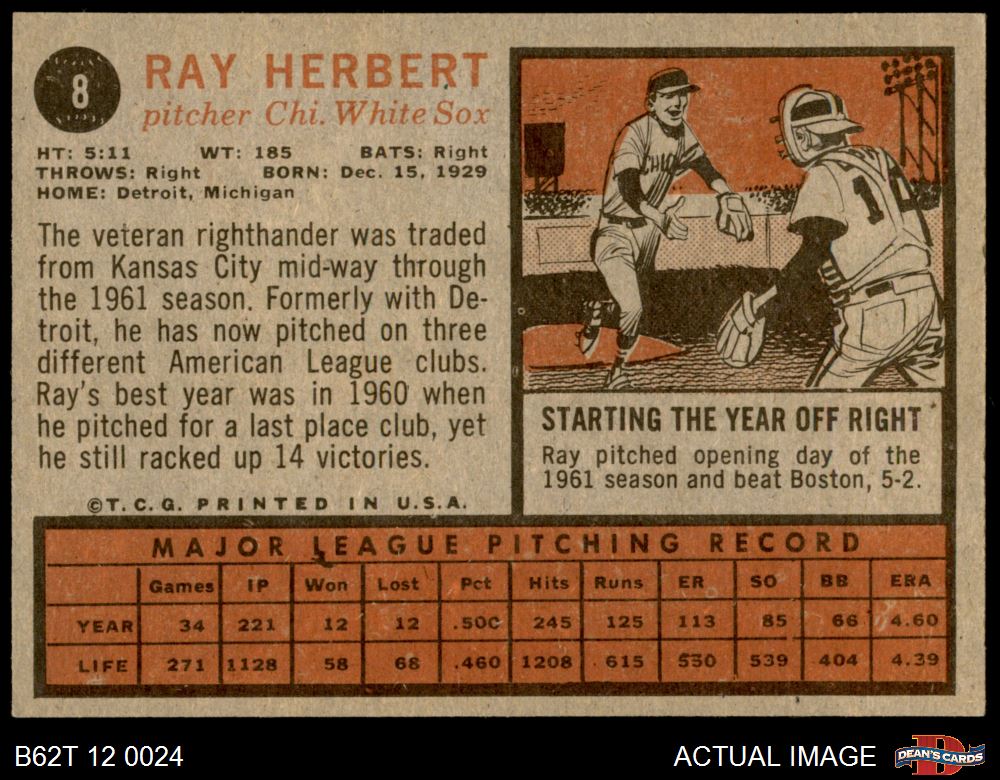 8
RAY HERBERT
pitcher Chi. White Sox
HT: 5:11 WT: 185 BATS: Right
THROWS: Right BORN: Dec. 15, 1929
HOME: Detroit, Michigan
The veteran righthander was traded
from Kansas City mid-way through
the 1961 season. Formerly with De-
troit, he has now pitched on three
different American League clubs.
Ray's best year was in 1960 when
he pitched for a last place club, yet
he still racked up 14 victories.
©T.C.G. PRINTED IN U.S.A.
CHIC
10
STARTING THE YEAR OFF RIGHT
Ray pitched opening day of the
1961 season and beat Boston, 5-2.
MAJOR LEAGUE PITCHING RECORD
Games IP Won Lost Pct Hits Runs ER SO BB ERA
YEAR 34 221 12 12 .500 245 125 113 85 66 4.60
LIFE 271 1128 58 68 .460 1208 615 550 539 404 4.39
B62T 12 0024 ACTUAL IMAGE
D
DEAN'S CARDS